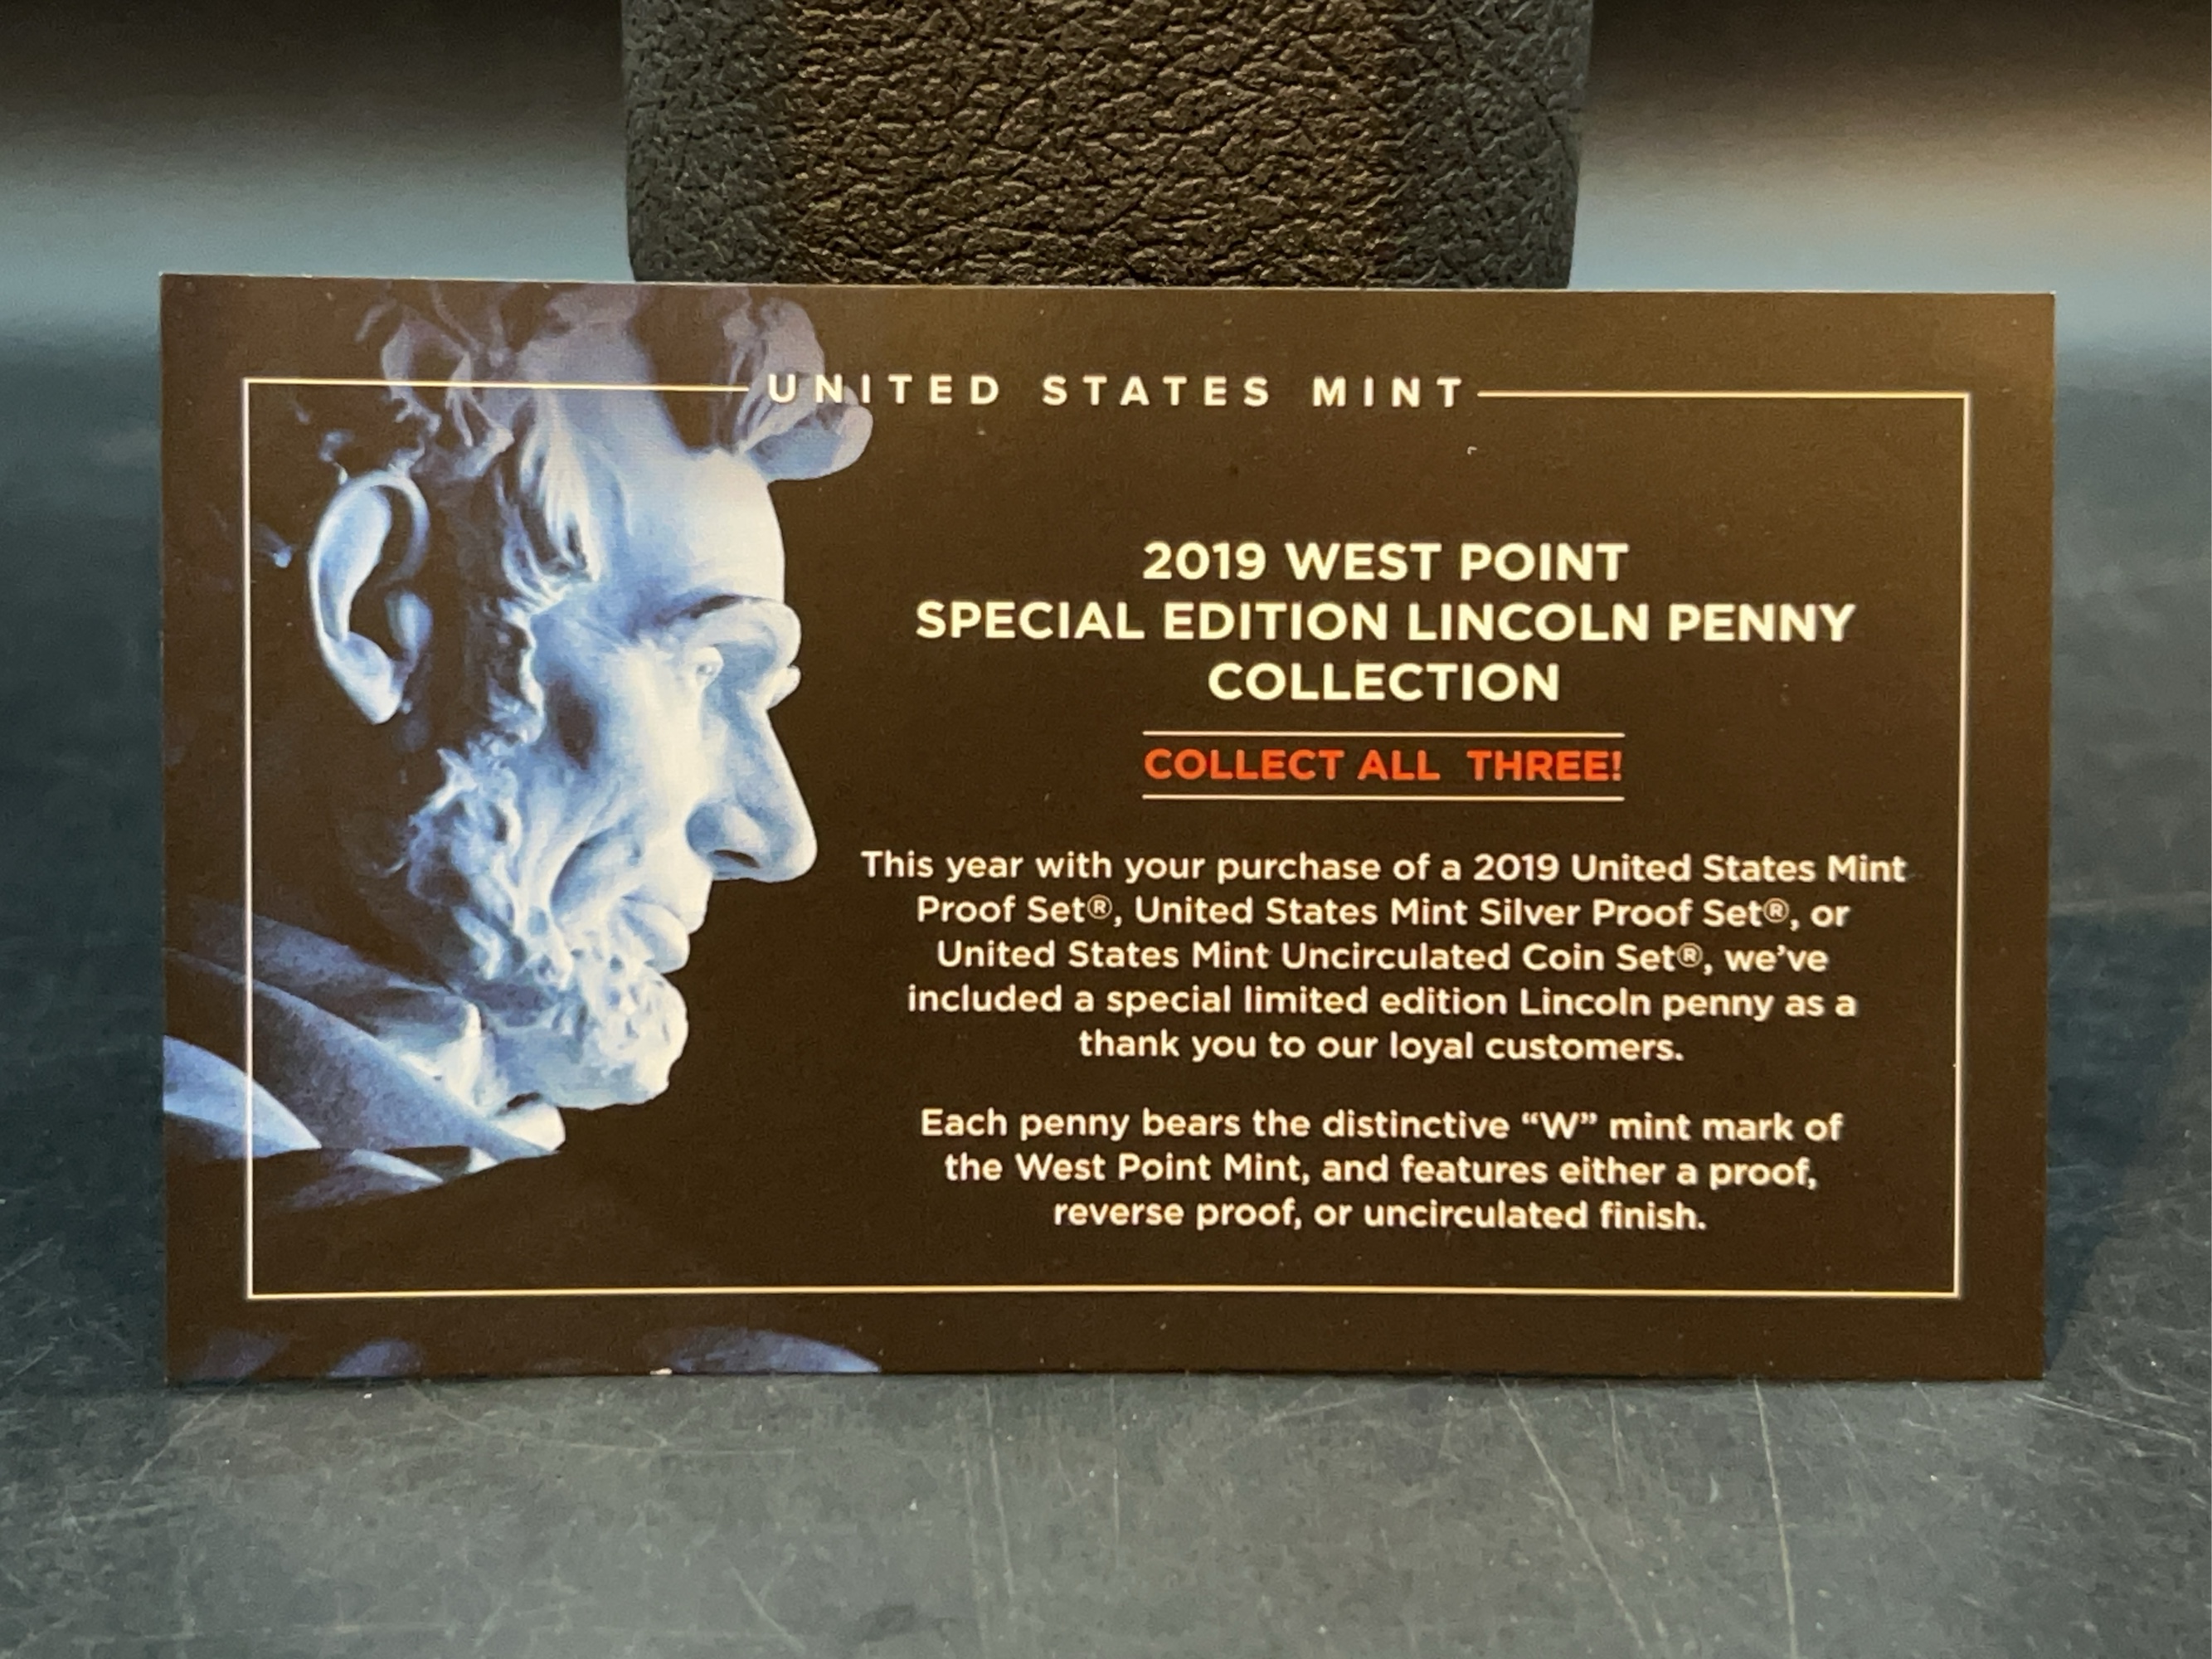 UNITED STATES MINT
2019 WEST POINT
SPECIAL EDITION LINCOLN PENNY
COLLECTION
COLLECT ALL THREE!
This year with your purchase of a 2019 United States Mint
Proof Set®, United States Mint Silver Proof Set®, or
United States Mint Uncirculated Coin Set®, we've
included a special limited edition Lincoln penny as a
thank you to our loyal customers.
Each penny bears the distinctive “W” mint mark of
the West Point Mint, and features either a proof,
reverse proof, or uncirculated finish.